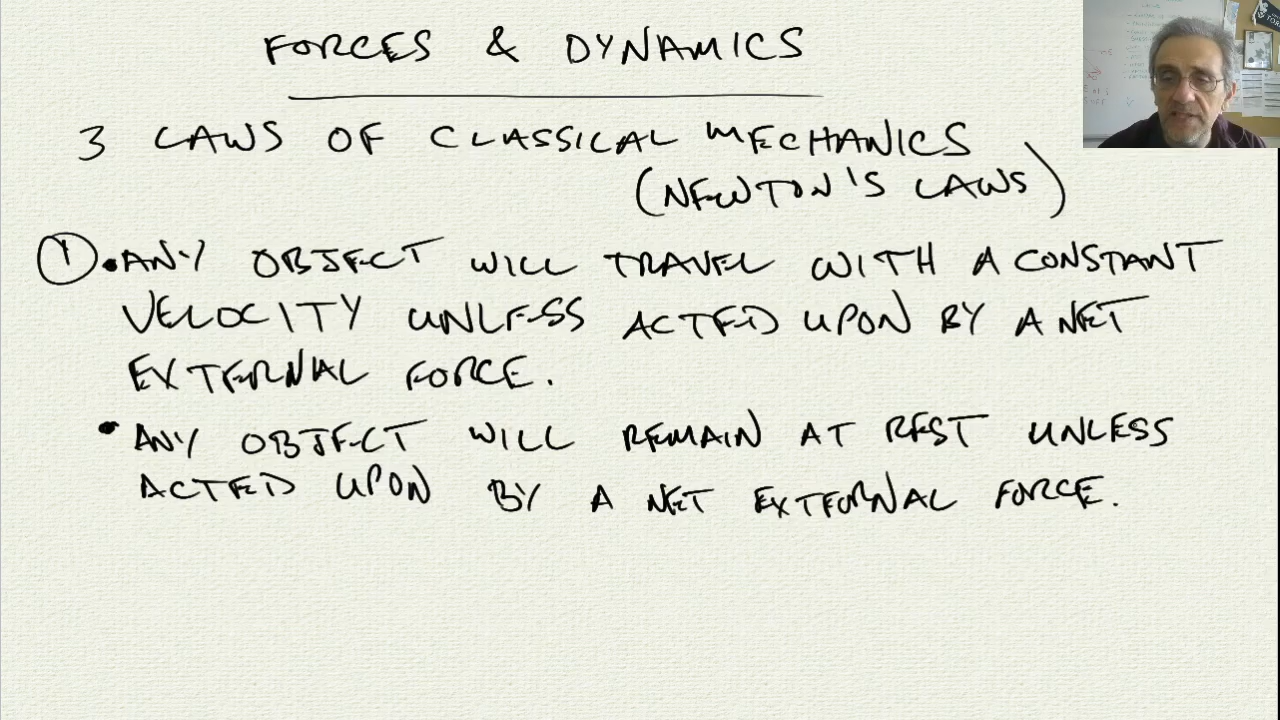 FORCES & DYNAMICS
3 LAWS OF CLASSICAL MECHANICS
(NEWTON'S LAWS)
① • ANY OBJECT WILL TRAVEL WITH A CONSTANT
VELOCITY UNLESS ACTED UPON BY A NET
EXTERNAL FORCE.
• ANY OBJECT WILL REMAIN AT REST UNLESS
ACTED UPON BY A NET EXTERNAL FORCE.